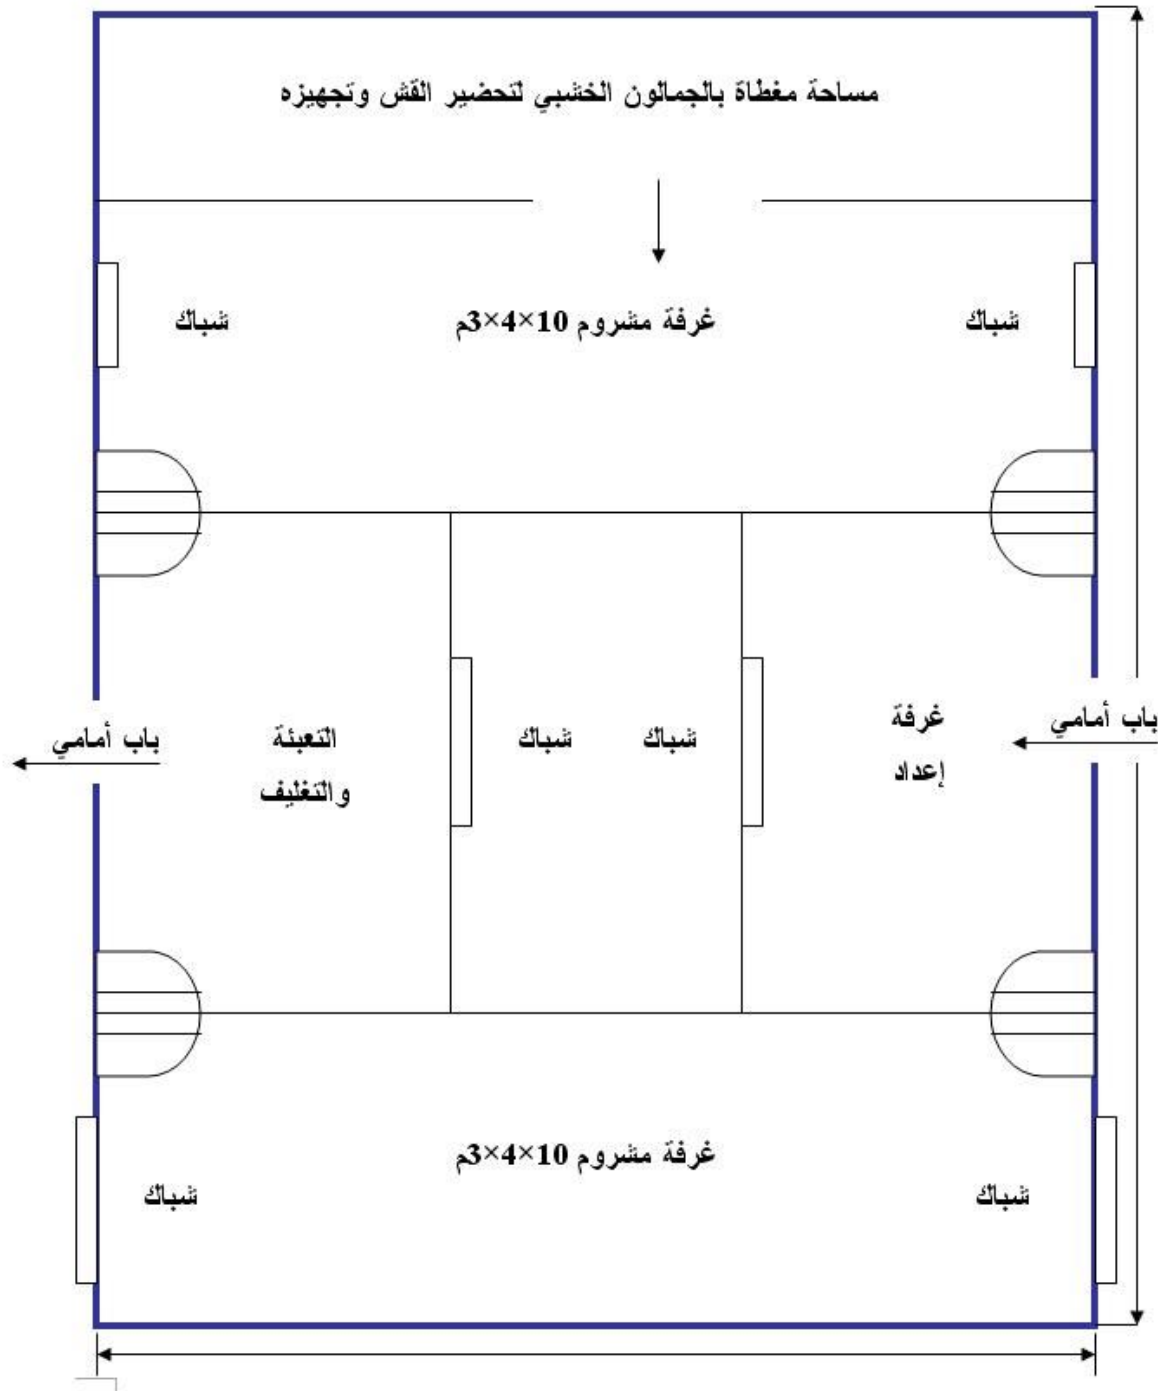 مساحة مغطاة بالجمالون الخشبي لتحضير القش وتجهيزه
شباك
غرفة مشروم 10×4×3م
شباك
باب أمامي
غرفة
إعداد
شباك
شباك
التعبئة
والتغليف
باب أمامي
غرفة مشروم 10×4×3م
شباك
شباك